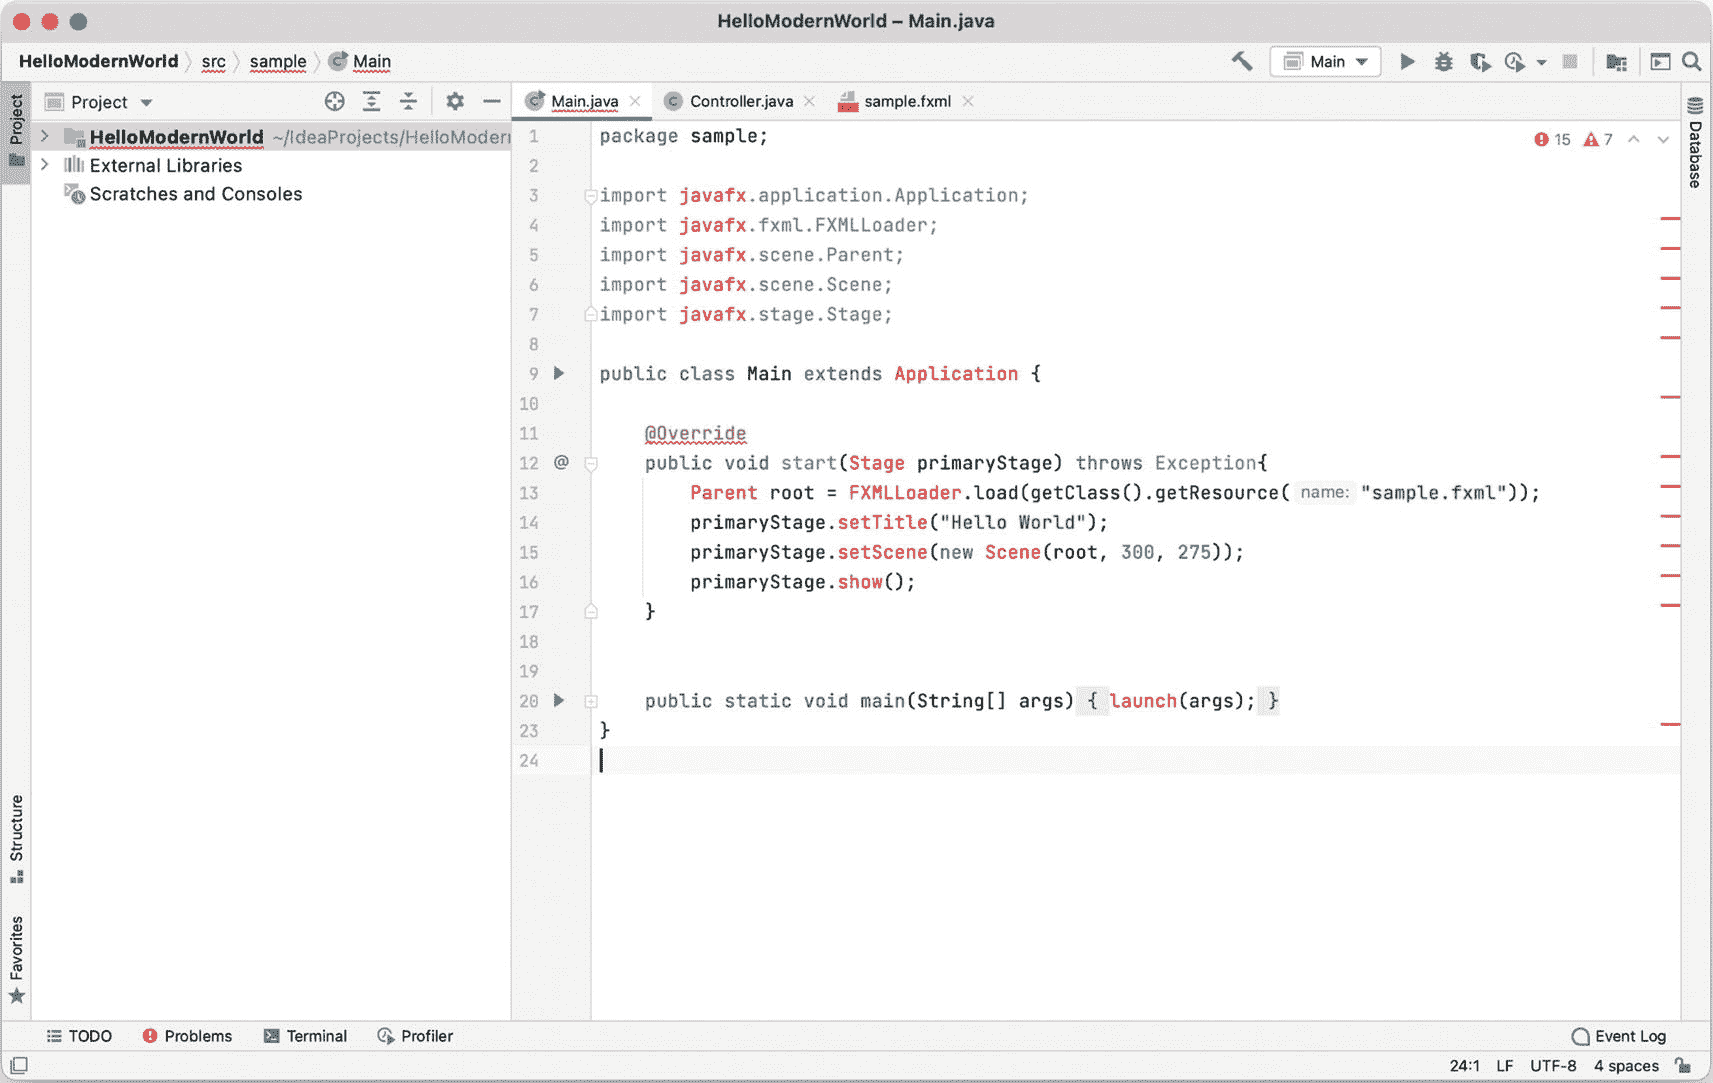 HelloModernWorld – Main.java
HelloModernWorld src sample Main
Main
Project
Project
HelloModernWorld ~/IdeaProjects/HelloModern
External Libraries
Scratches and Consoles
Structure
Favorites
Main.java Controller.java sample.fxml
15 7
1 package sample;
2
3 import javafx.application.Application;
4 import javafx.fxml.FXMLLoader;
5 import javafx.scene.Parent;
6 import javafx.scene.Scene;
7 import javafx.stage.Stage;
8
9 public class Main extends Application {
10
11 @Override
12 @ public void start(Stage primaryStage) throws Exception{
13 Parent root = FXMLLoader.load(getClass().getResource( name: "sample.fxml"));
14 primaryStage.setTitle("Hello World");
15 primaryStage.setScene(new Scene(root, 300, 275));
16 primaryStage.show();
17 }
18
19
20 public static void main(String[] args) { launch(args); }
23 }
24
Database
TODO Problems Terminal Profiler Event Log
24:1 LF UTF-8 4 spaces